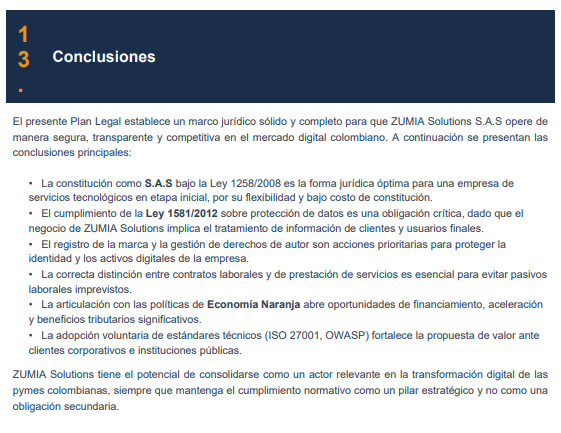 1
3
.
Conclusiones
El presente Plan Legal establece un marco jurídico sólido y completo para que ZUMIA Solutions S.A.S opere de
manera segura, transparente y competitiva en el mercado digital colombiano. A continuación se presentan las
conclusiones principales:
• La constitución como S.A.S bajo la Ley 1258/2008 es la forma jurídica óptima para una empresa de
servicios tecnológicos en etapa inicial, por su flexibilidad y bajo costo de constitución.
• El cumplimiento de la Ley 1581/2012 sobre protección de datos es una obligación crítica, dado que el
negocio de ZUMIA Solutions implica el tratamiento de información de clientes y usuarios finales.
• El registro de la marca y la gestión de derechos de autor son acciones prioritarias para proteger la
identidad y los activos digitales de la empresa.
• La correcta distinción entre contratos laborales y de prestación de servicios es esencial para evitar pasivos
laborales imprevistos.
• La articulación con las políticas de Economía Naranja abre oportunidades de financiamiento, aceleración
y beneficios tributarios significativos.
• La adopción voluntaria de estándares técnicos (ISO 27001, OWASP) fortalece la propuesta de valor ante
clientes corporativos e instituciones públicas.
ZUMIA Solutions tiene el potencial de consolidarse como un actor relevante en la transformación digital de las
pymes colombianas, siempre que mantenga el cumplimiento normativo como un pilar estratégico y no como una
obligación secundaria.